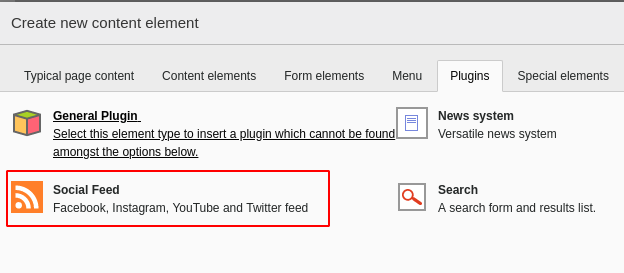 Create new content element
Typical page content
Content elements
Form elements
Menu
Plugins
Special elements
General Plugin
Select this element type to insert a plugin which cannot be found
amongst the options below.
News system
Versatile news system
Social Feed
Facebook, Instagram, YouTube and Twitter feed
Search
A search form and results list.